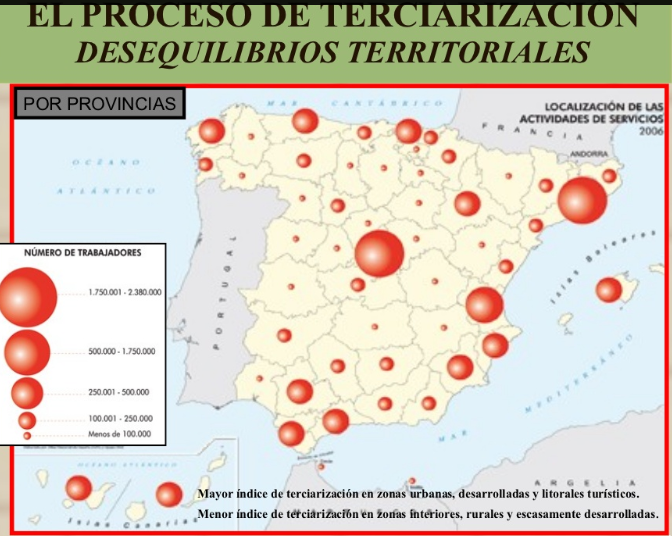 EL PROCESO DE TERCIARIZACIÓN
DESEQUILIBRIOS TERRITORIALES
POR PROVINCIAS
LOCALIZACIÓN DE LAS
ACTIVIDADES DE SERVICIOS
2006
MAR CANTÁBRICO
FRANCIA
ANDORRA
OCÉANO
ATLÁNTICO
PORTUGAL
Islas Baleares
MAR MEDITERRÁNEO
NÚMERO DE TRABAJADORES
1.750.001 - 2.380.000
500.000 - 1.750.000
250.001 - 500.000
100.001 - 250.000
Menos de 100.000
OCÉANO ATLÁNTICO
Islas Canarias
ARGELIA
Mayor índice de terciarización en zonas urbanas, desarrolladas y litorales turísticos.
Menor índice de terciarización en zonas interiores, rurales y escasamente desarrolladas.